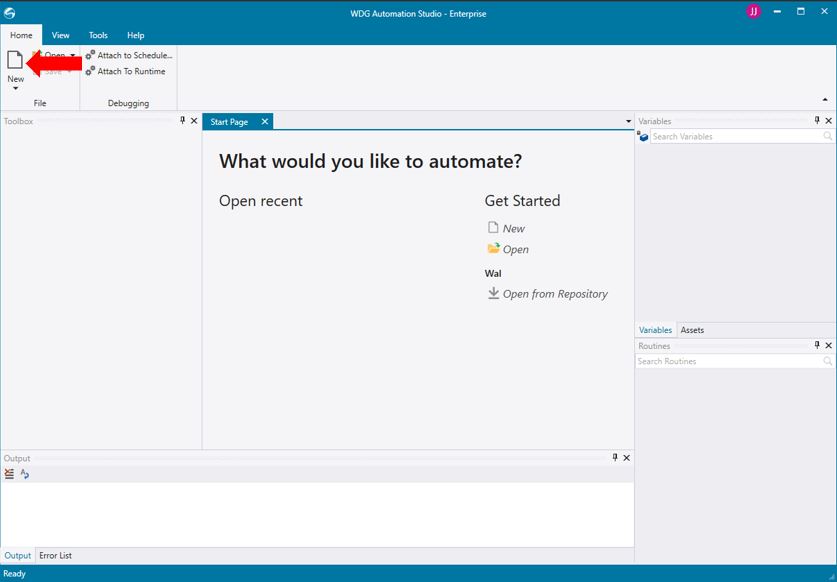 WDG Automation Studio - Enterprise
JJ
Home View Tools Help
New
Open
Save
Attach to Schedule...
Attach To Runtime
File
Debugging
Toolbox
Start Page
What would you like to automate?
Open recent
Get Started
New
Open
Wal
Open from Repository
Variables
Search Variables
Variables Assets
Routines
Search Routines
Output
Output Error List
Ready